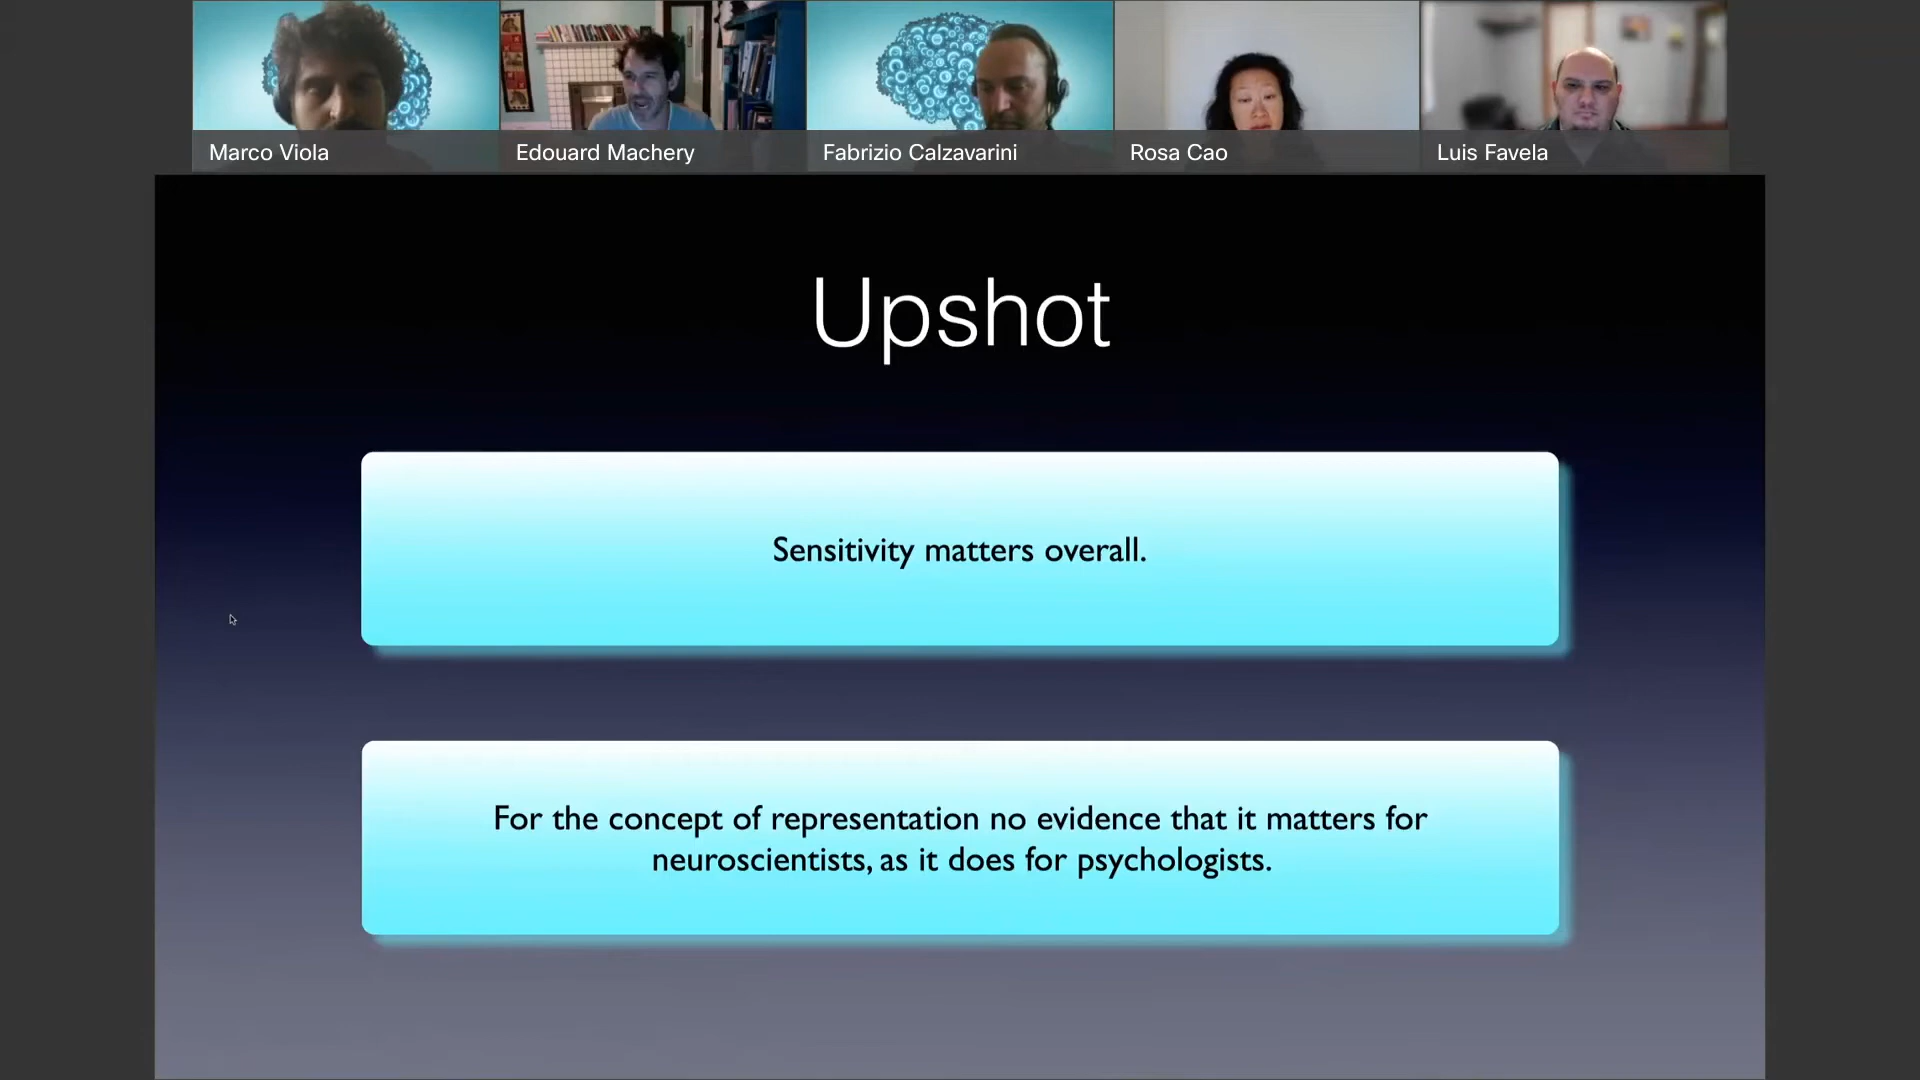 Marco Viola
Edouard Machery
Fabrizio Calzavarini
Rosa Cao
Luis Favela
Upshot
Sensitivity matters overall.
For the concept of representation no evidence that it matters for
neuroscientists, as it does for psychologists.